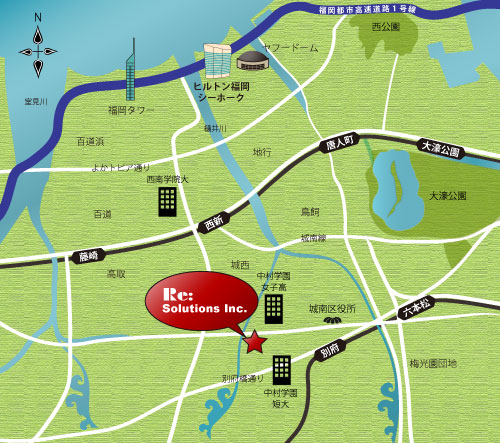 福岡都市高速道路1号線
N
西公園
ヤフードーム
ヒルトン福岡
シーホーク
室見川
福岡タワー
樋井川
百道浜
唐人町
大濠公園
地行
よかトピア通り
西南学院大
大濠公園
百道
西新
鳥飼
城南線
藤崎
高取
城西
中村学園
女子高
Re:
Solutions Inc.
城南区役所
六本松
別府
梅光園団地
別府橋通り
中村学園
短大